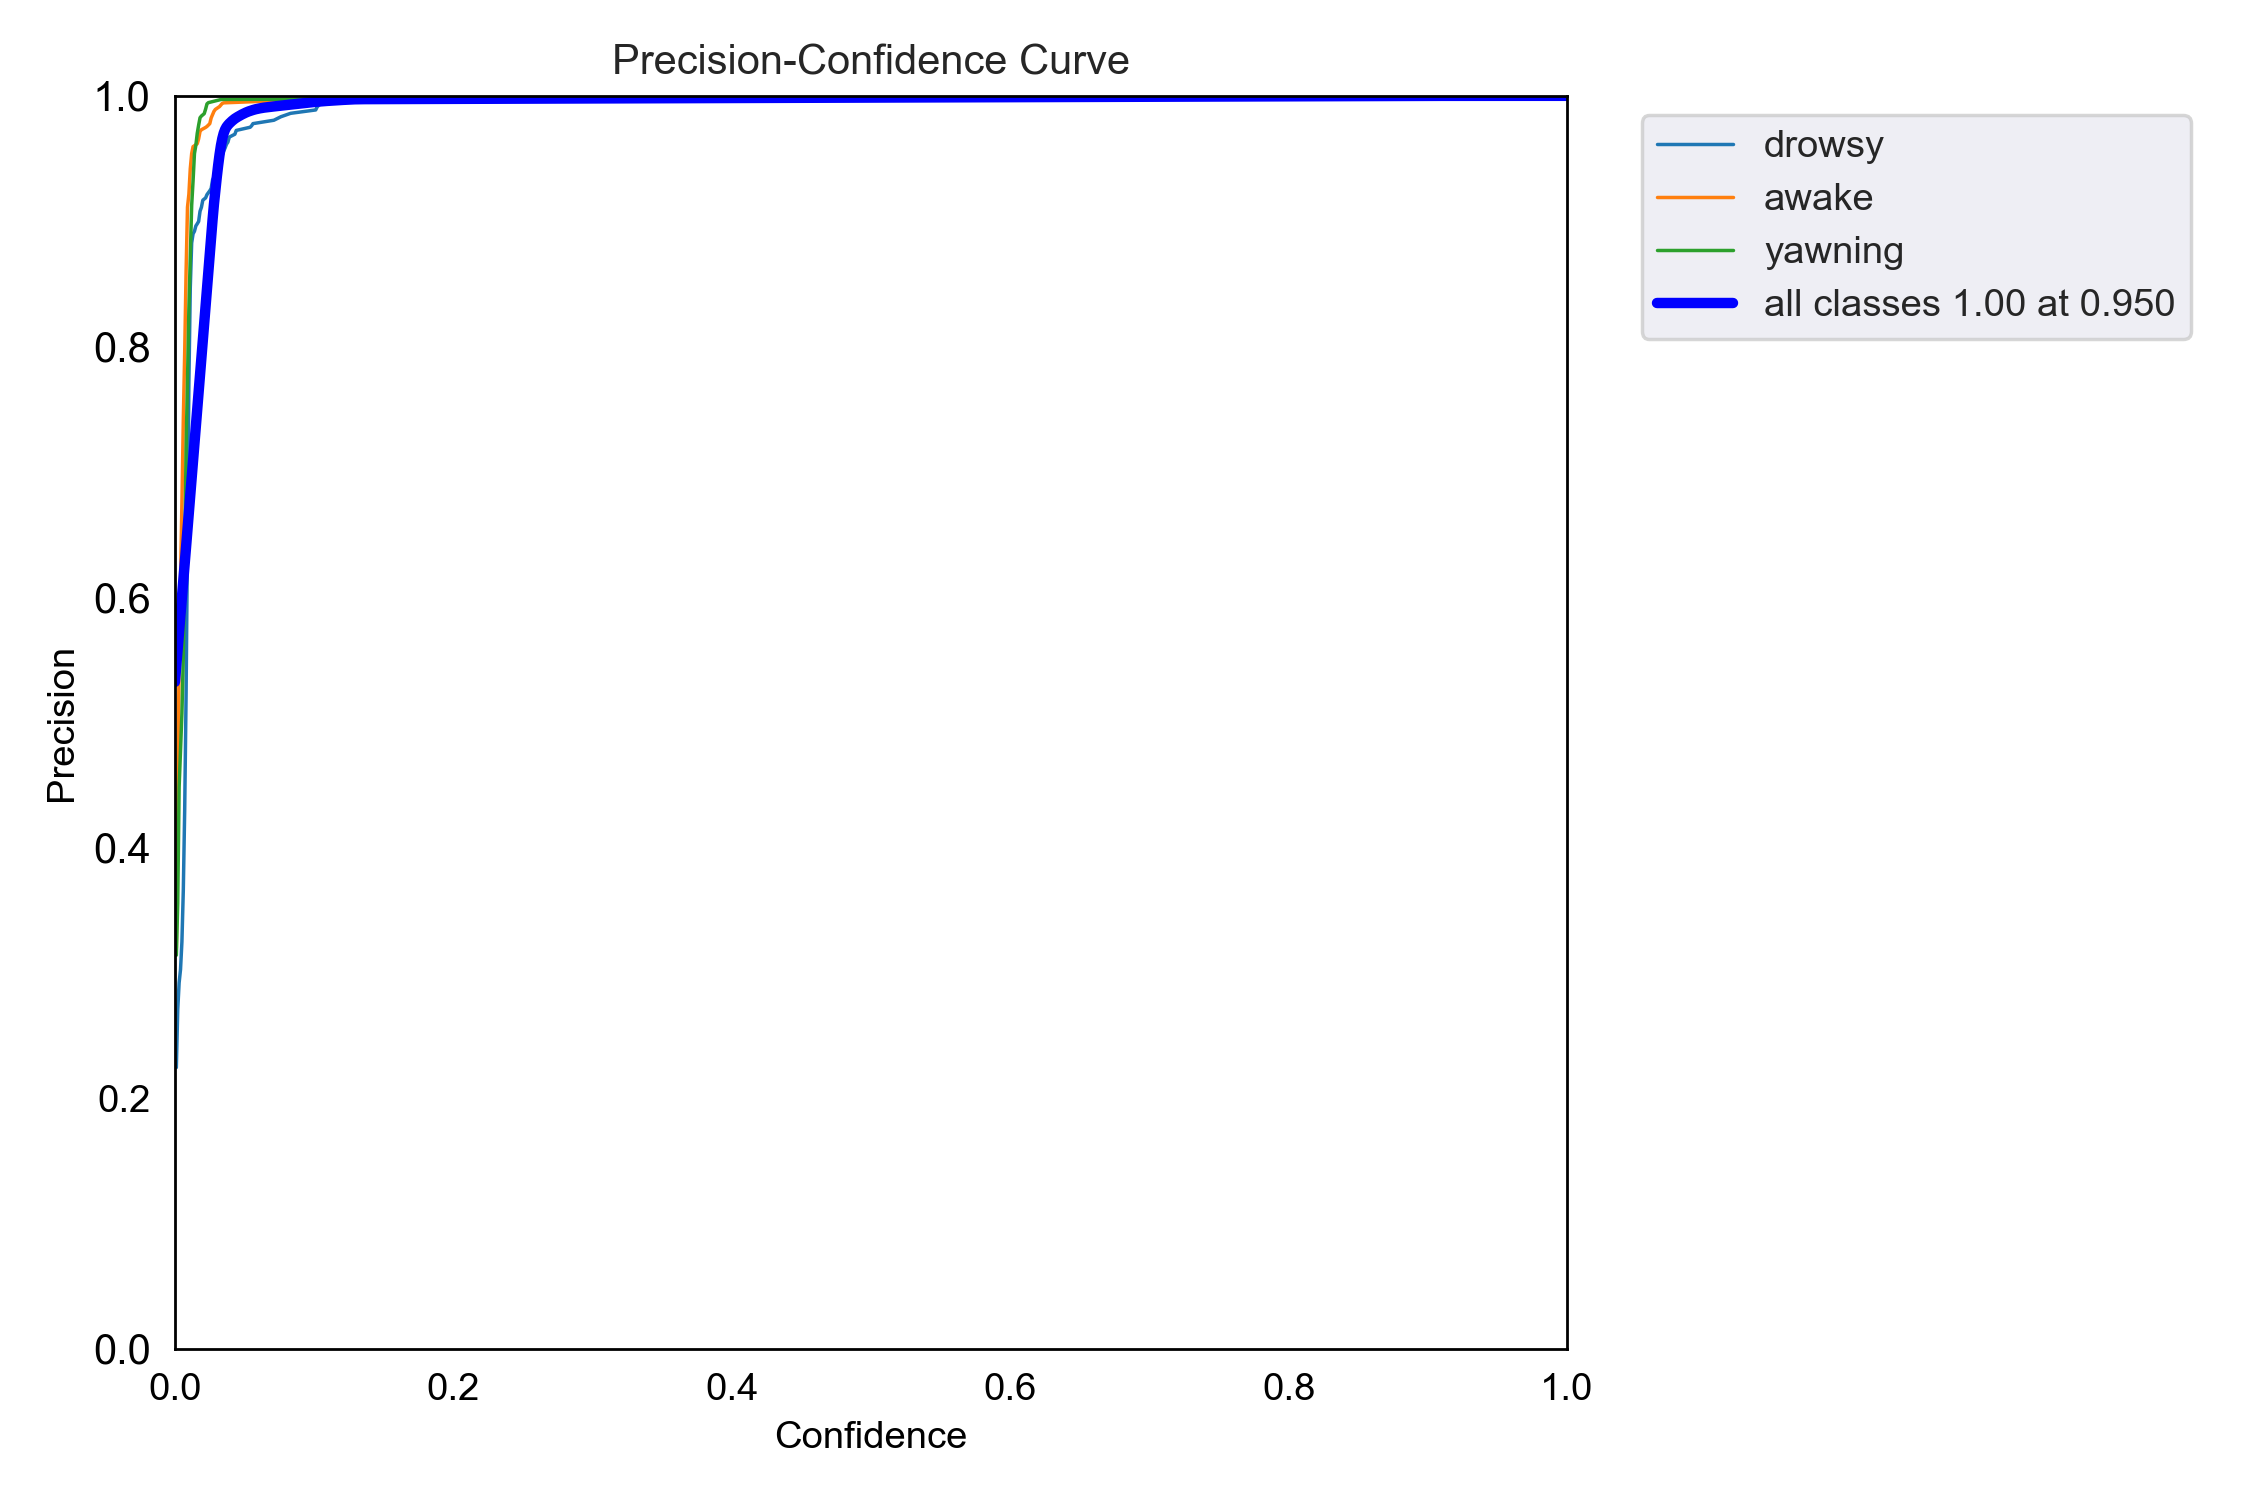 Precision-Confidence Curve
1.0
0.8
0.6
0.4
0.2
0.0
Precision
0.0 0.2 0.4 0.6 0.8 1.0
Confidence
drowsy
awake
yawning
all classes 1.00 at 0.950